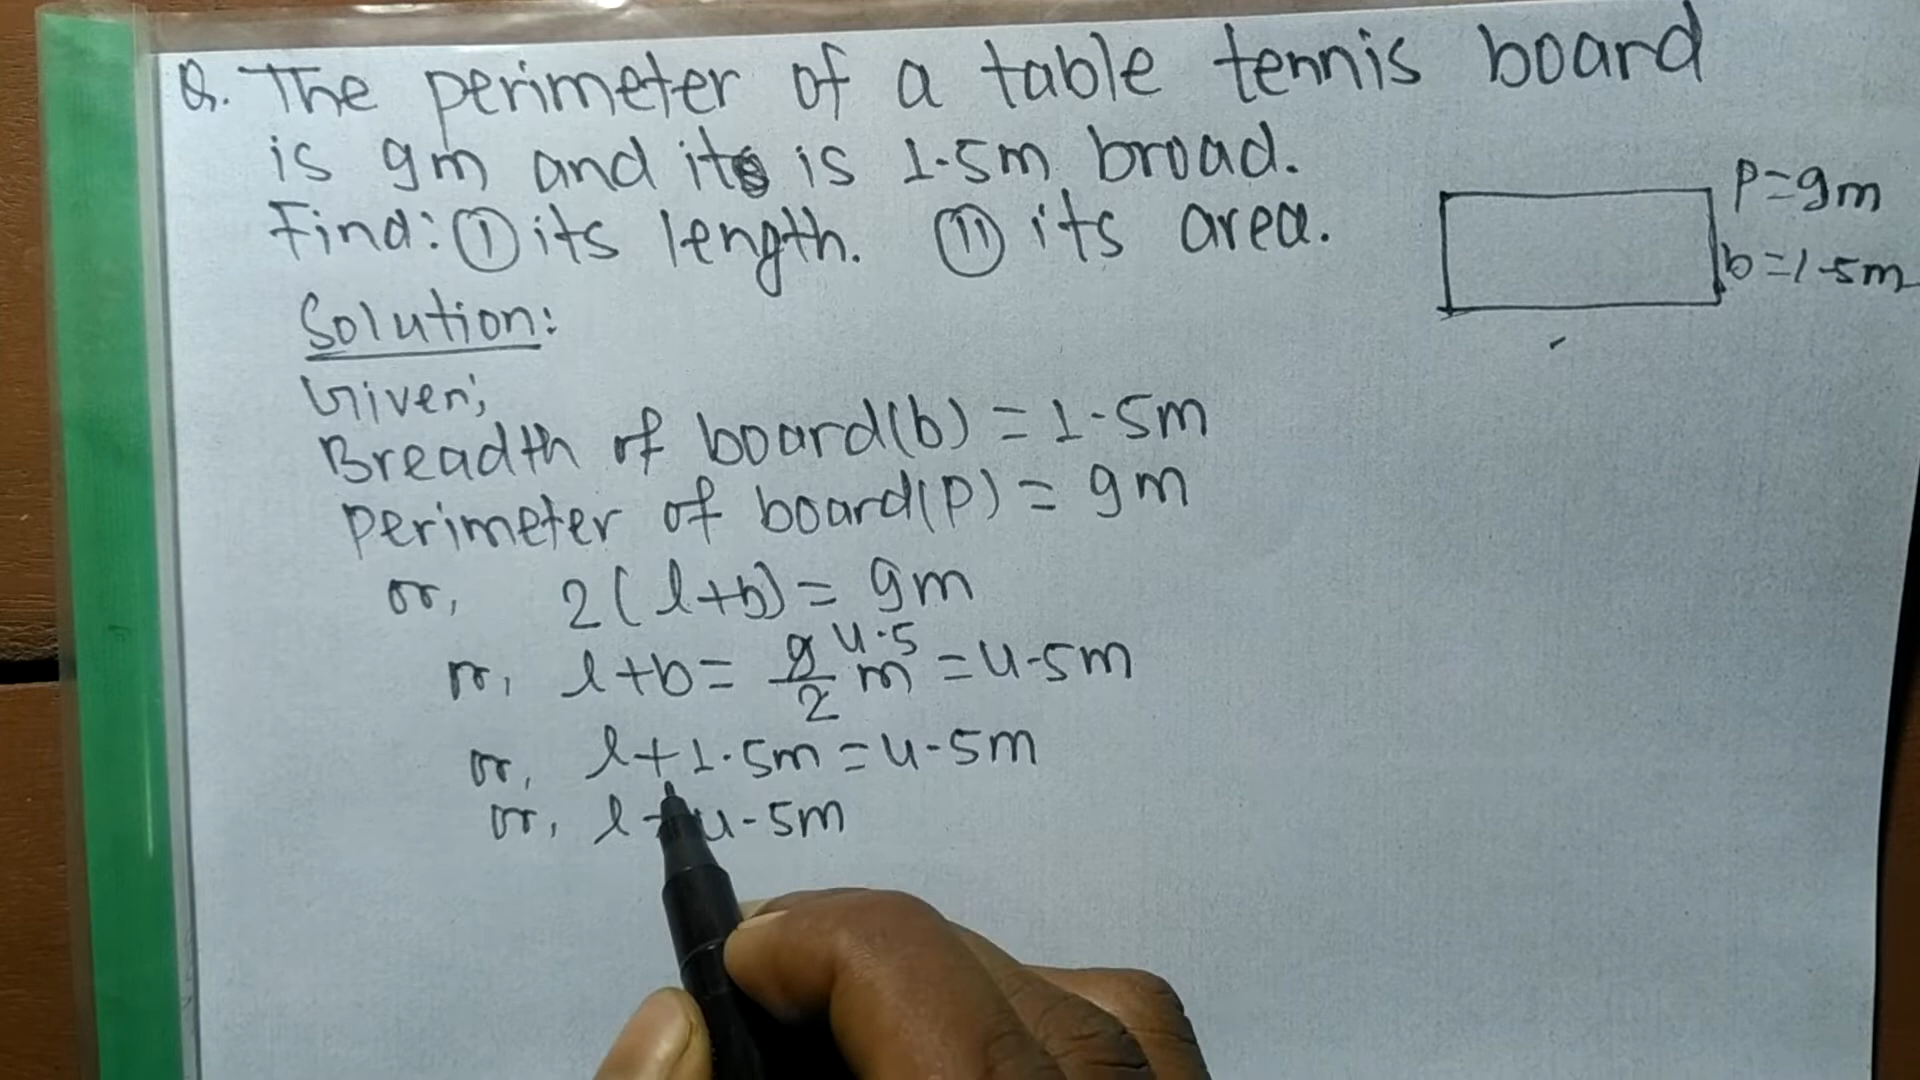 Q. The perimeter of a table tennis board
is 9m and its is 1.5m broad.
Find: (i) its length. (ii) its area.
P=9m
b=1.5m
Solution:
Given;
Breadth of board(b) = 1.5m
Perimeter of board(P) = 9m
or, 2(l+b) = 9m
or, l+b = 9/2 m 4.5 = 4.5m
or, l+1.5m = 4.5m
or, l 4.5m